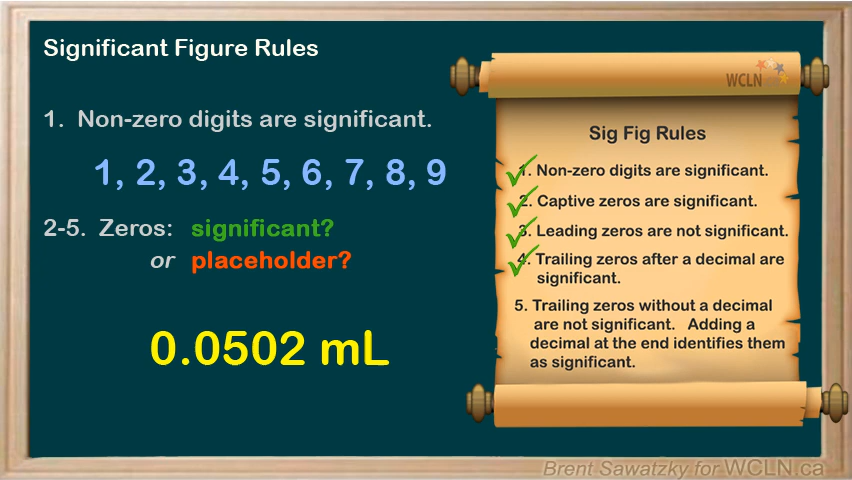 Significant Figure Rules
1. Non-zero digits are significant.
1, 2, 3, 4, 5, 6, 7, 8, 9
2-5. Zeros: significant?
or placeholder?
0.0502 mL
WCLN
Sig Fig Rules
1. Non-zero digits are significant.
2. Captive zeros are significant.
3. Leading zeros are not significant.
4. Trailing zeros after a decimal are
significant.
5. Trailing zeros without a decimal
are not significant. Adding a
decimal at the end identifies them
as significant.
Brent Sawatzky for WCLN.ca